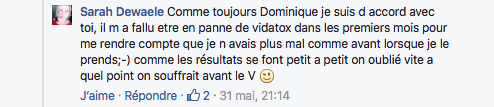 Sarah Dewaele Comme toujours Dominique je suis d accord avec
toi, il m a fallu etre en panne de vidatox dans les premiers mois pour
me rendre compte que je n avais plus mal comme avant lorsque je le
prends;-) comme les résultats se font petit a petit on oublié vite a
quel point on souffrait avant le V
J'aime · Répondre · 2 · 31 mai, 21:14